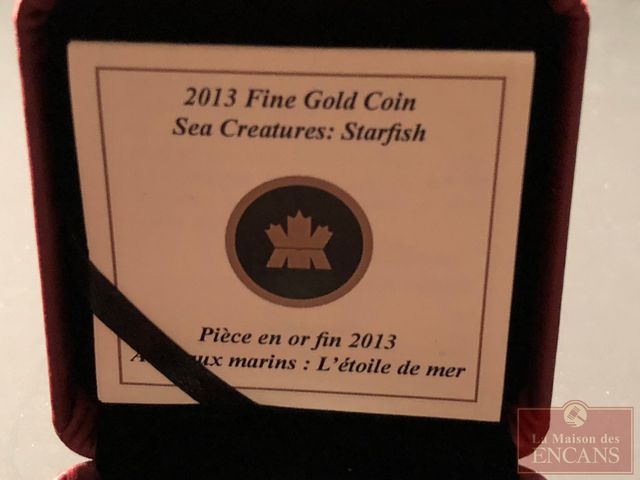 2013 Fine Gold Coin
Sea Creatures: Starfish
Pièce en or fin 2013
marins : L'étoile de mer
La Maison des
ENCANS